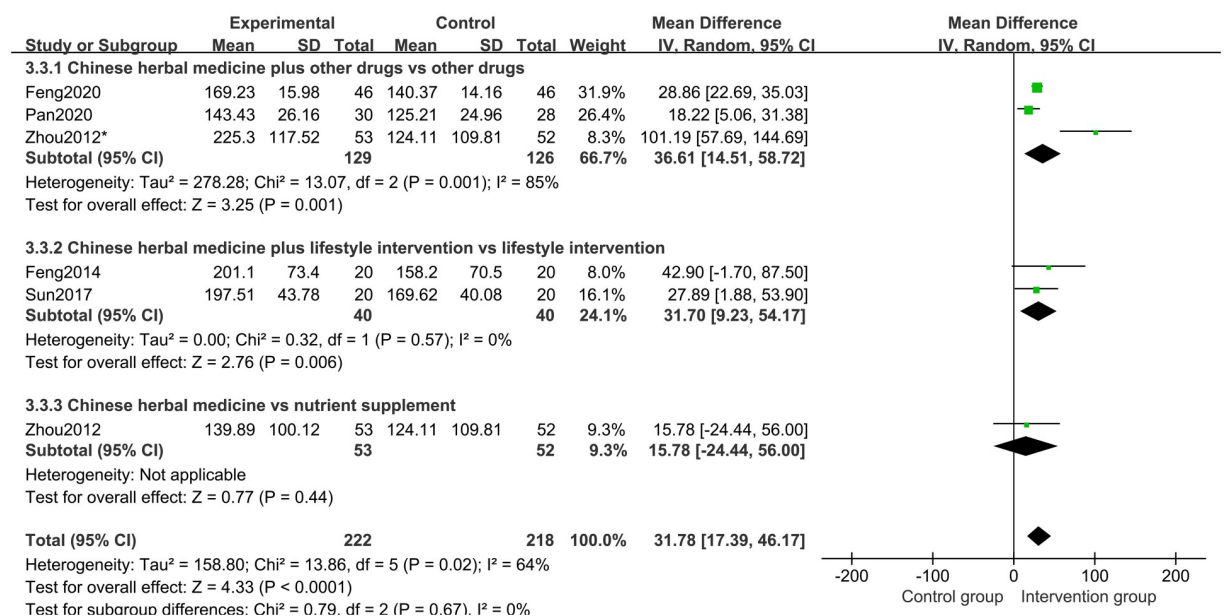 Experimental Control Mean Difference Mean Difference
Study or Subgroup Mean SD Total Mean SD Total Weight IV, Random, 95% CI IV, Random, 95% CI
3.3.1 Chinese herbal medicine plus other drugs vs other drugs
Feng2020 169.23 15.98 46 140.37 14.16 46 31.9% 28.86 [22.69, 35.03]
Pan2020 143.43 26.16 30 125.21 24.96 28 26.4% 18.22 [5.06, 31.38]
Zhou2012* 225.3 117.52 53 124.11 109.81 52 8.3% 101.19 [57.69, 144.69]
Subtotal (95% CI) 129 126 66.7% 36.61 [14.51, 58.72]
Heterogeneity: Tau² = 278.28; Chi² = 13.07, df = 2 (P = 0.001); I² = 85%
Test for overall effect: Z = 3.25 (P = 0.001)
3.3.2 Chinese herbal medicine plus lifestyle intervention vs lifestyle intervention
Feng2014 201.1 73.4 20 158.2 70.5 20 8.0% 42.90 [-1.70, 87.50]
Sun2017 197.51 43.78 20 169.62 40.08 20 16.1% 27.89 [1.88, 53.90]
Subtotal (95% CI) 40 40 24.1% 31.70 [9.23, 54.17]
Heterogeneity: Tau² = 0.00; Chi² = 0.32, df = 1 (P = 0.57); I² = 0%
Test for overall effect: Z = 2.76 (P = 0.006)
3.3.3 Chinese herbal medicine vs nutrient supplement
Zhou2012 139.89 100.12 53 124.11 109.81 52 9.3% 15.78 [-24.44, 56.00]
Subtotal (95% CI) 53 52 9.3% 15.78 [-24.44, 56.00]
Heterogeneity: Not applicable
Test for overall effect: Z = 0.77 (P = 0.44)
Total (95% CI) 222 218 100.0% 31.78 [17.39, 46.17]
Heterogeneity: Tau² = 158.80; Chi² = 13.86, df = 5 (P = 0.02); I² = 64%
Test for overall effect: Z = 4.33 (P < 0.0001)
Test for subgroup differences: Chi² = 0.79, df = 2 (P = 0.67), I² = 0%
-200 -100 0 100 200
Control group Intervention group